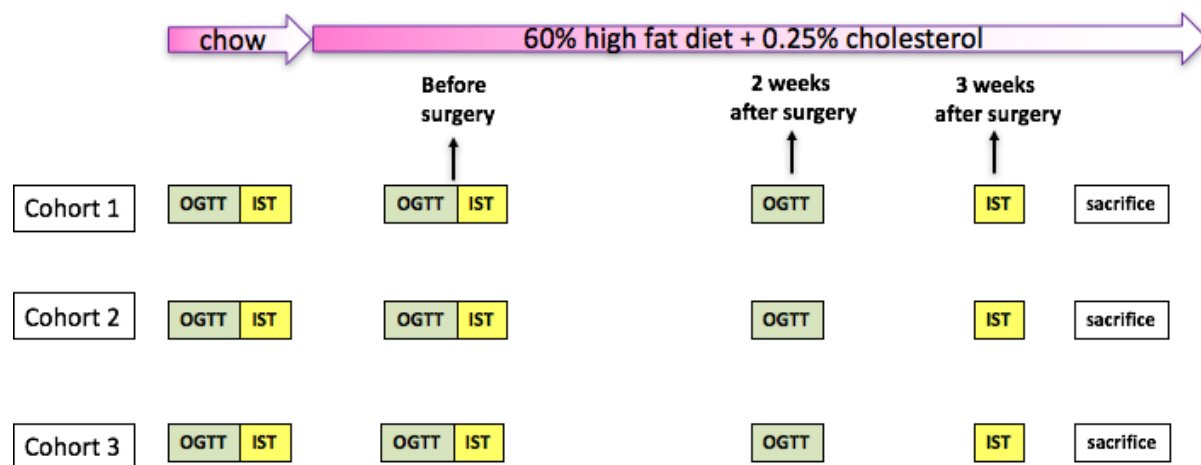 chow
60% high fat diet + 0.25% cholesterol
Before
surgery
2 weeks
after surgery
3 weeks
after surgery
Cohort 1
OGTT IST
OGTT IST
OGTT
IST
sacrifice
Cohort 2
OGTT IST
OGTT IST
OGTT
IST
sacrifice
Cohort 3
OGTT IST
OGTT IST
OGTT
IST
sacrifice